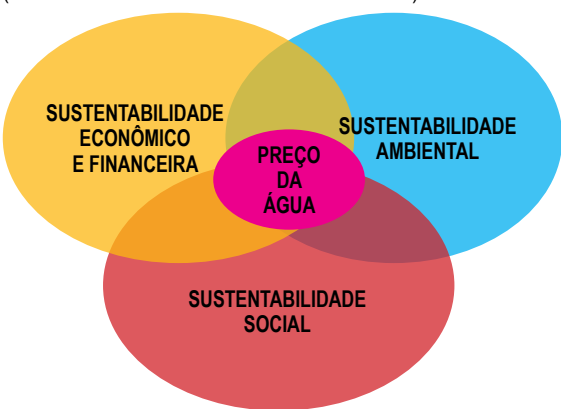 SUSTENTABILIDADE
ECONÔMICO
E FINANCEIRA
SUSTENTABILIDADE
AMBIENTAL
PREÇO
DA
ÁGUA
SUSTENTABILIDADE
SOCIAL